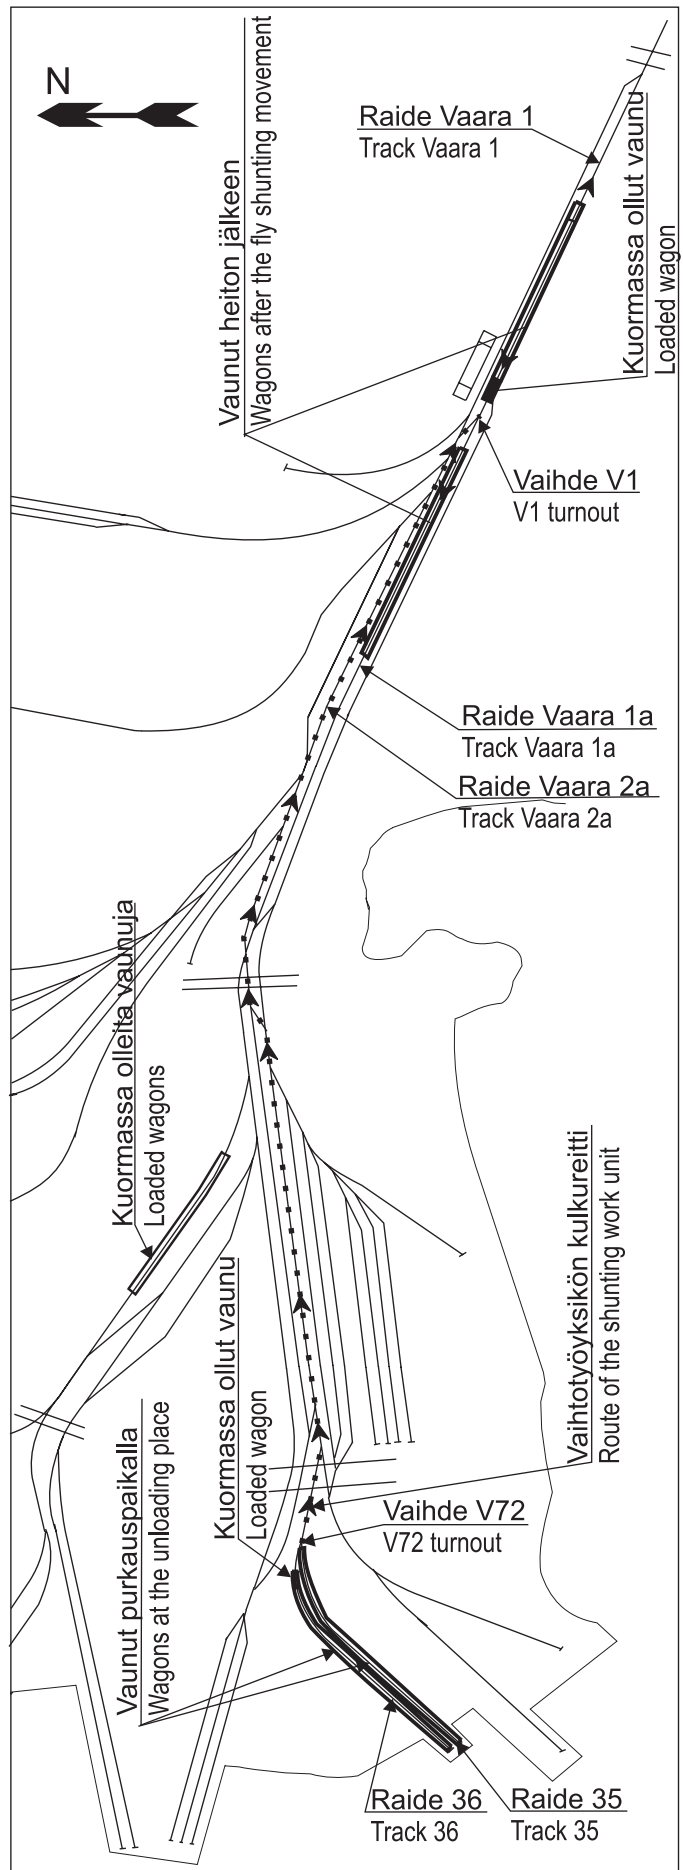 N
Raide Vaara 1
Track Vaara 1
Vaunut heiton jälkeen
Wagons after the fly shunting movement
Kuormassa ollut vaunu
Loaded wagon
Vaihde V1
V1 turnout
Raide Vaara 1a
Track Vaara 1a
Raide Vaara 2a
Track Vaara 2a
Kuormassa olleita vaunuja
Loaded wagons
Vaihtotyöyksikön kulkureitti
Route of the shunting work unit
Kuormassa ollut vaunu
Loaded wagon
Vaunut purkauspaikalla
Wagons at the unloading place
Vaihde V72
V72 turnout
Raide 36
Track 36
Raide 35
Track 35